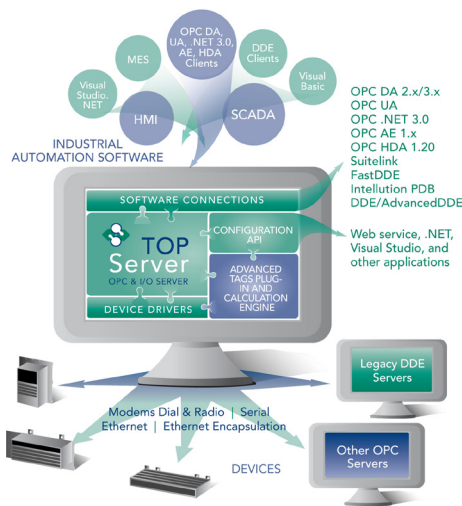 OPC DA,
UA, .NET 3.0,
AE, HDA
Clients
MES
DDE
Clients
Visual
Studio.
.NET
Visual
Basic
HMI
SCADA
INDUSTRIAL
AUTOMATION SOFTWARE
OPC DA 2.x/3.x
OPC UA
OPC .NET 3.0
OPC AE 1.x
OPC HDA 1.20
Suitelink
FastDDE
Intellution PDB
DDE/AdvancedDDE
Web service, .NET,
Visual Studio, and
other applications
SOFTWARE CONNECTIONS
TOP
Server
OPC & I/O SERVER
CONFIGURATION
API
ADVANCED
TAGS PLUG-
IN AND
CALCULATION
ENGINE
DEVICE DRIVERS
Legacy DDE
Servers
Modems Dial & Radio | Serial
Ethernet | Ethernet Encapsulation
DEVICES
Other OPC
Servers